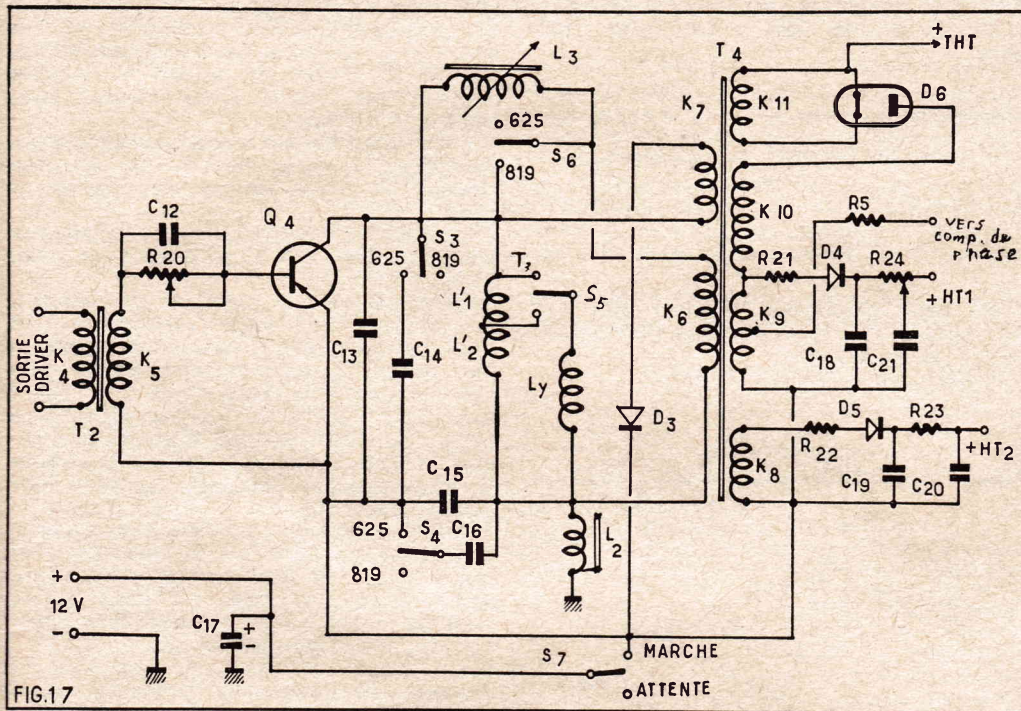 L3
T4
+
THT
K7
K11
D6
625
S6
819
C12
Q4
K10
R5
VERS
comp. de
phase
R20
S3
625
819
T3
S5
R21
D4
R24
+HT1
L'1
L'2
K6
K9
SORTIE
DRIVER
K4
K5
C13
C14
Ly
C18
C21
T2
D3
D5
R23
R22
+HT2
K8
C15
C19
C20
625
S4
C16
819
L2
+
12 V
-
C17
+
-
S7
MARCHE
ATTENTE
FIG.17